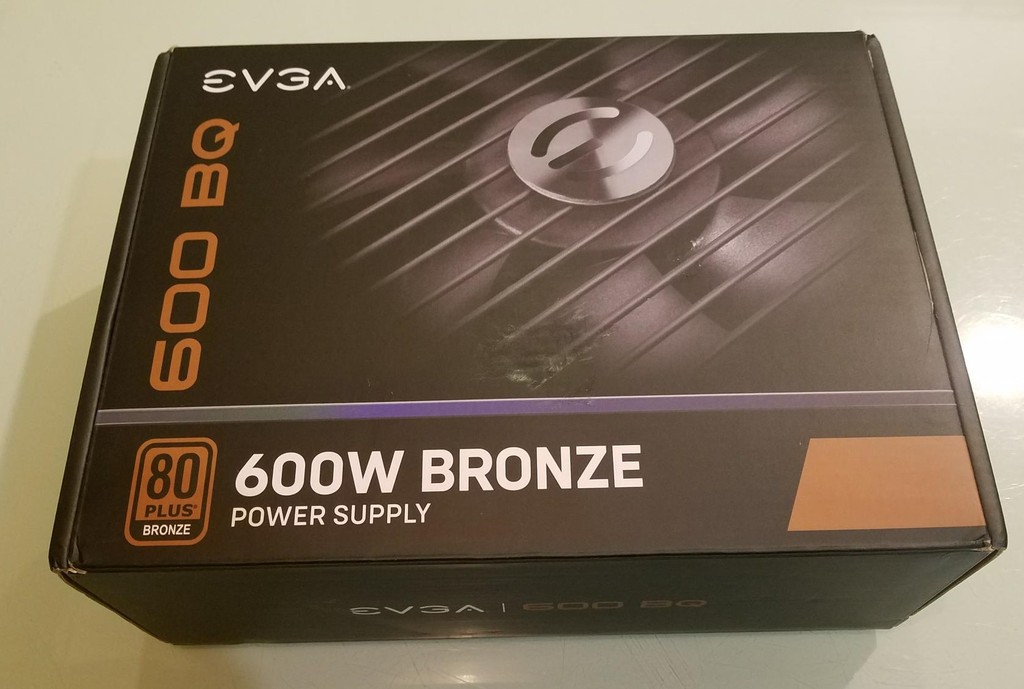 EVGA
600 BQ
80
PLUS
BRONZE
600W BRONZE
POWER SUPPLY
EVGA | 600 BQ